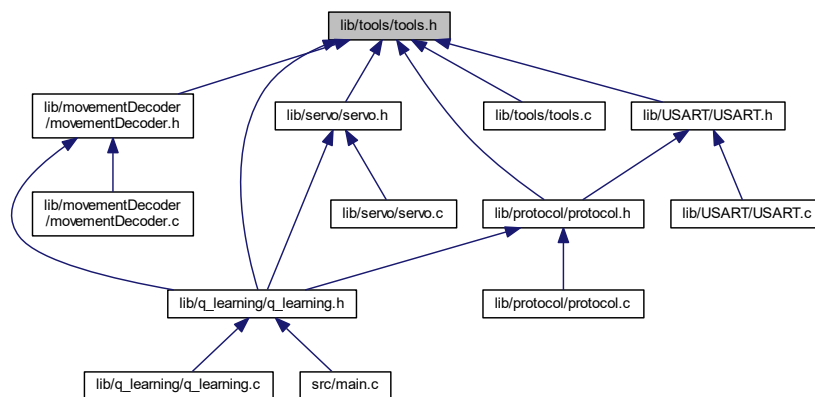 lib/tools/tools.h
lib/movementDecoder
/movementDecoder.h
lib/servo/servo.h
lib/tools/tools.c
lib/USART/USART.h
lib/movementDecoder
/movementDecoder.c
lib/servo/servo.c
lib/protocol/protocol.h
lib/USART/USART.c
lib/q_learning/q_learning.h
lib/protocol/protocol.c
lib/q_learning/q_learning.c
src/main.c